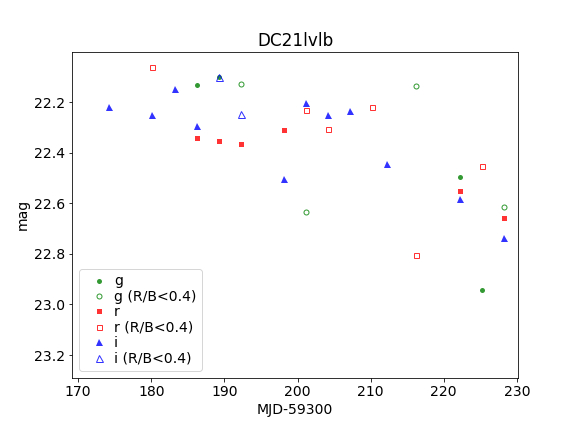 DC21lvlb
mag
22.2
22.4
22.6
22.8
23.0
23.2
g
g (R/B<0.4)
r
r (R/B<0.4)
i
i (R/B<0.4)
170 180 190 200 210 220 230
MJD-59300